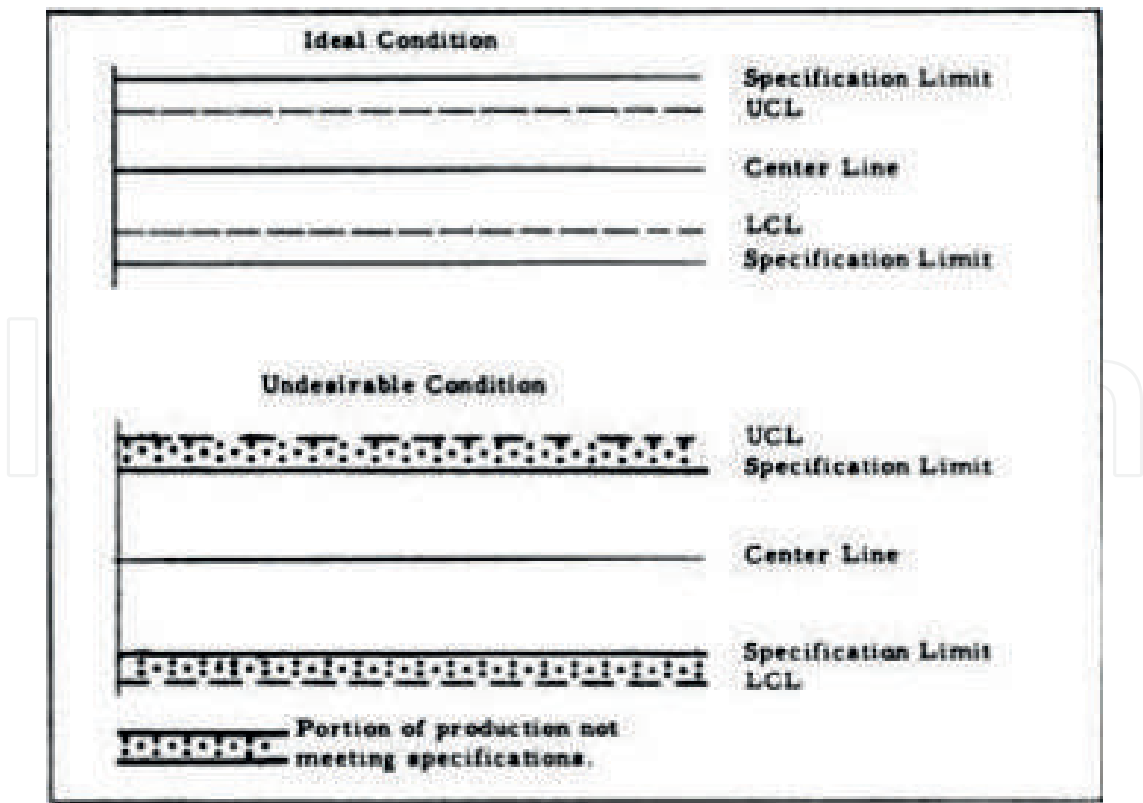 Ideal Condition
Specification Limit
UCL
Center Line
LCL
Specification Limit
Undesirable Condition
UCL
Specification Limit
Center Line
Specification Limit
LCL
Portion of production not
meeting specifications.